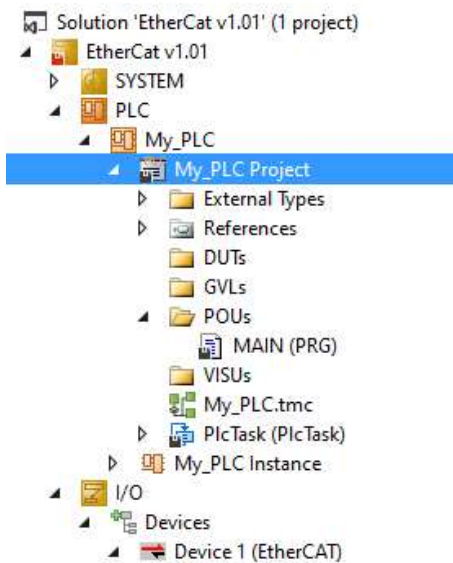 Solution 'EtherCat v1.01' (1 project)
EtherCat v1.01
SYSTEM
PLC
My_PLC
My_PLC Project
External Types
References
DUTs
GVLs
POUs
MAIN (PRG)
VISUs
My_PLC.tmc
PlcTask (PlcTask)
My_PLC Instance
I/O
Devices
Device 1 (EtherCAT)